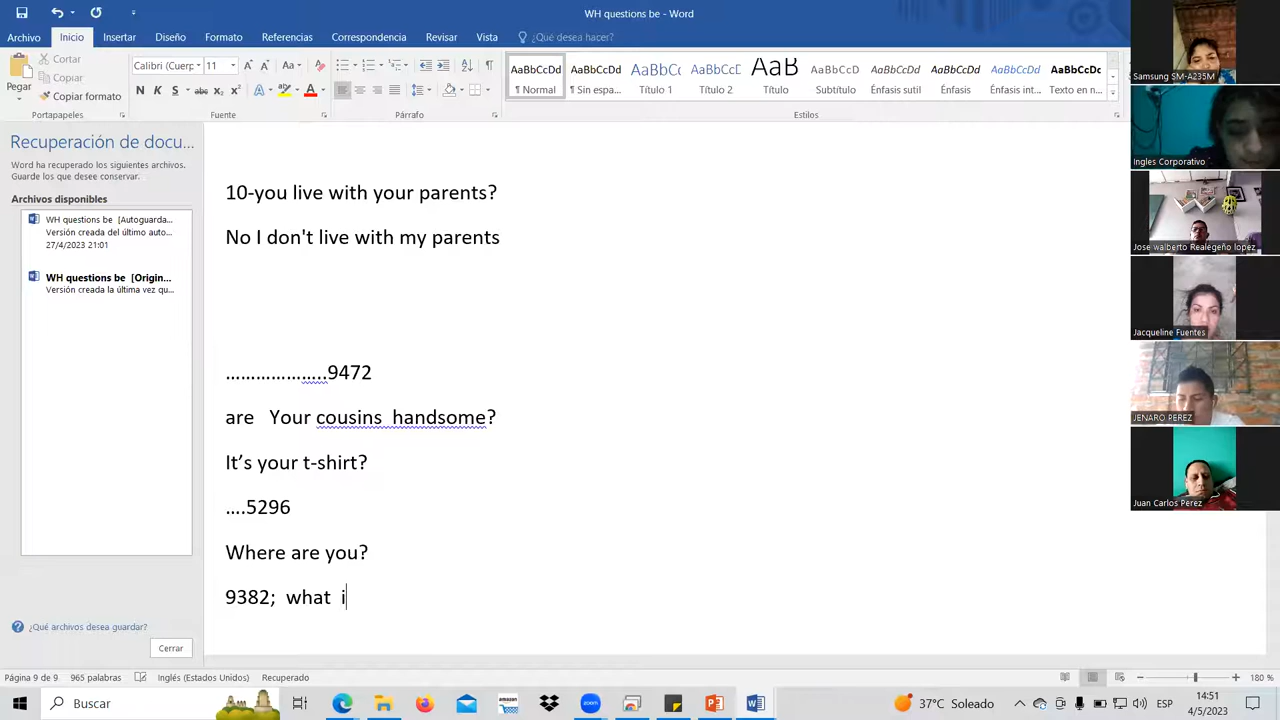 WH questions be - Word
Archivo Inicio Insertar Diseño Formato Referencias Correspondencia Revisar Vista ¿Qué desea hacer?
Pegar
Cortar
Copiar
Copiar formato
Portapapeles
Calibri (Cuerp 11
Fuente
Párrafo
AaBbCcDd ¶ Normal
AaBbCcDd ¶ Sin espa...
AaBbCc Título 1
AaBbCcD Título 2
AaB Título
AaBbCcD Subtítulo
AaBbCcDd Énfasis sutil
AaBbCcDd Énfasis
AaBbCcDd Énfasis int...
AaBbCcDc Texto en n...
Estilos
Recuperación de docu...
Word ha recuperado los siguientes archivos.
Guarde los que desee conservar.
Archivos disponibles
WH questions be [Autoguarda...
Versión creada del último auto...
27/4/2023 21:01
WH questions be [Origin...
Versión creada la última vez qu...
¿Qué archivos desea guardar?
Cerrar
10-you live with your parents?
No I don't live with my parents
………………..9472
are Your cousins handsome?
It’s your t-shirt?
….5296
Where are you?
9382; what i
Samsung SM-A235M
Ingles Corporativo
Jose walberto Realegeño lopez
Jacqueline Fuentes
JENARO PEREZ
Juan Carlos Perez
Página 9 de 9 965 palabras Inglés (Estados Unidos) Recuperado 180 %
Buscar
amazon
zoom
37°C Soleado
ESP
14:51
4/5/2023